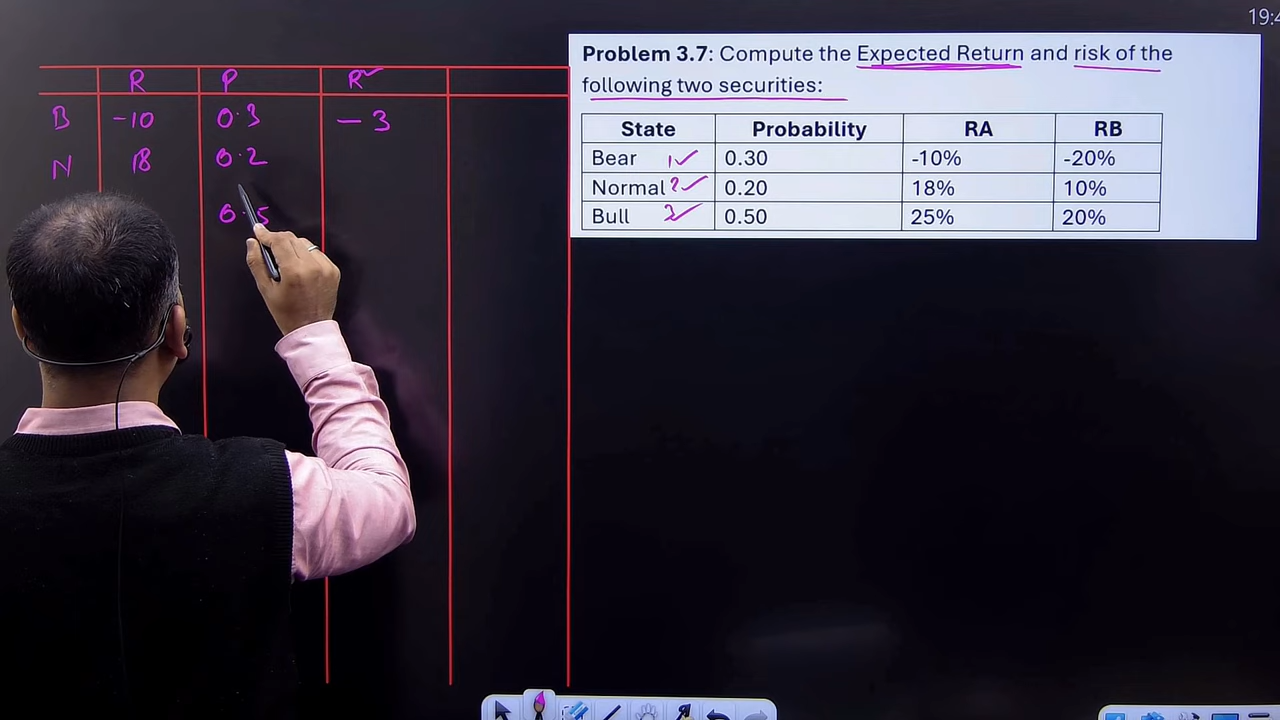 19:4
Problem 3.7: Compute the Expected Return and risk of the
following two securities:
State Probability RA RB
Bear 1✓ 0.30 -10% -20%
Normal ?✓ 0.20 18% 10%
Bull 2✓ 0.50 25% 20%
R P
B -10 0.3 -3
N 18 0.2
0.5